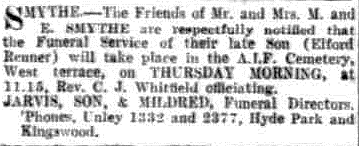 SMYTHE.—The Friends of Mr. and Mrs. M. and
E. SMYTHE are respectfully notified that
the Funeral Service of their late Son (Elford
Renner) will take place in the A.I.F. Cemetery,
West terrace, on THURSDAY MORNING, at
11.15, Rev. C. J. Whitfield officiating.
JARVIS, SON, & MILDRED, Funeral Directors.
'Phones, Unley 1332 and 2377, Hyde Park and
Kingswood.